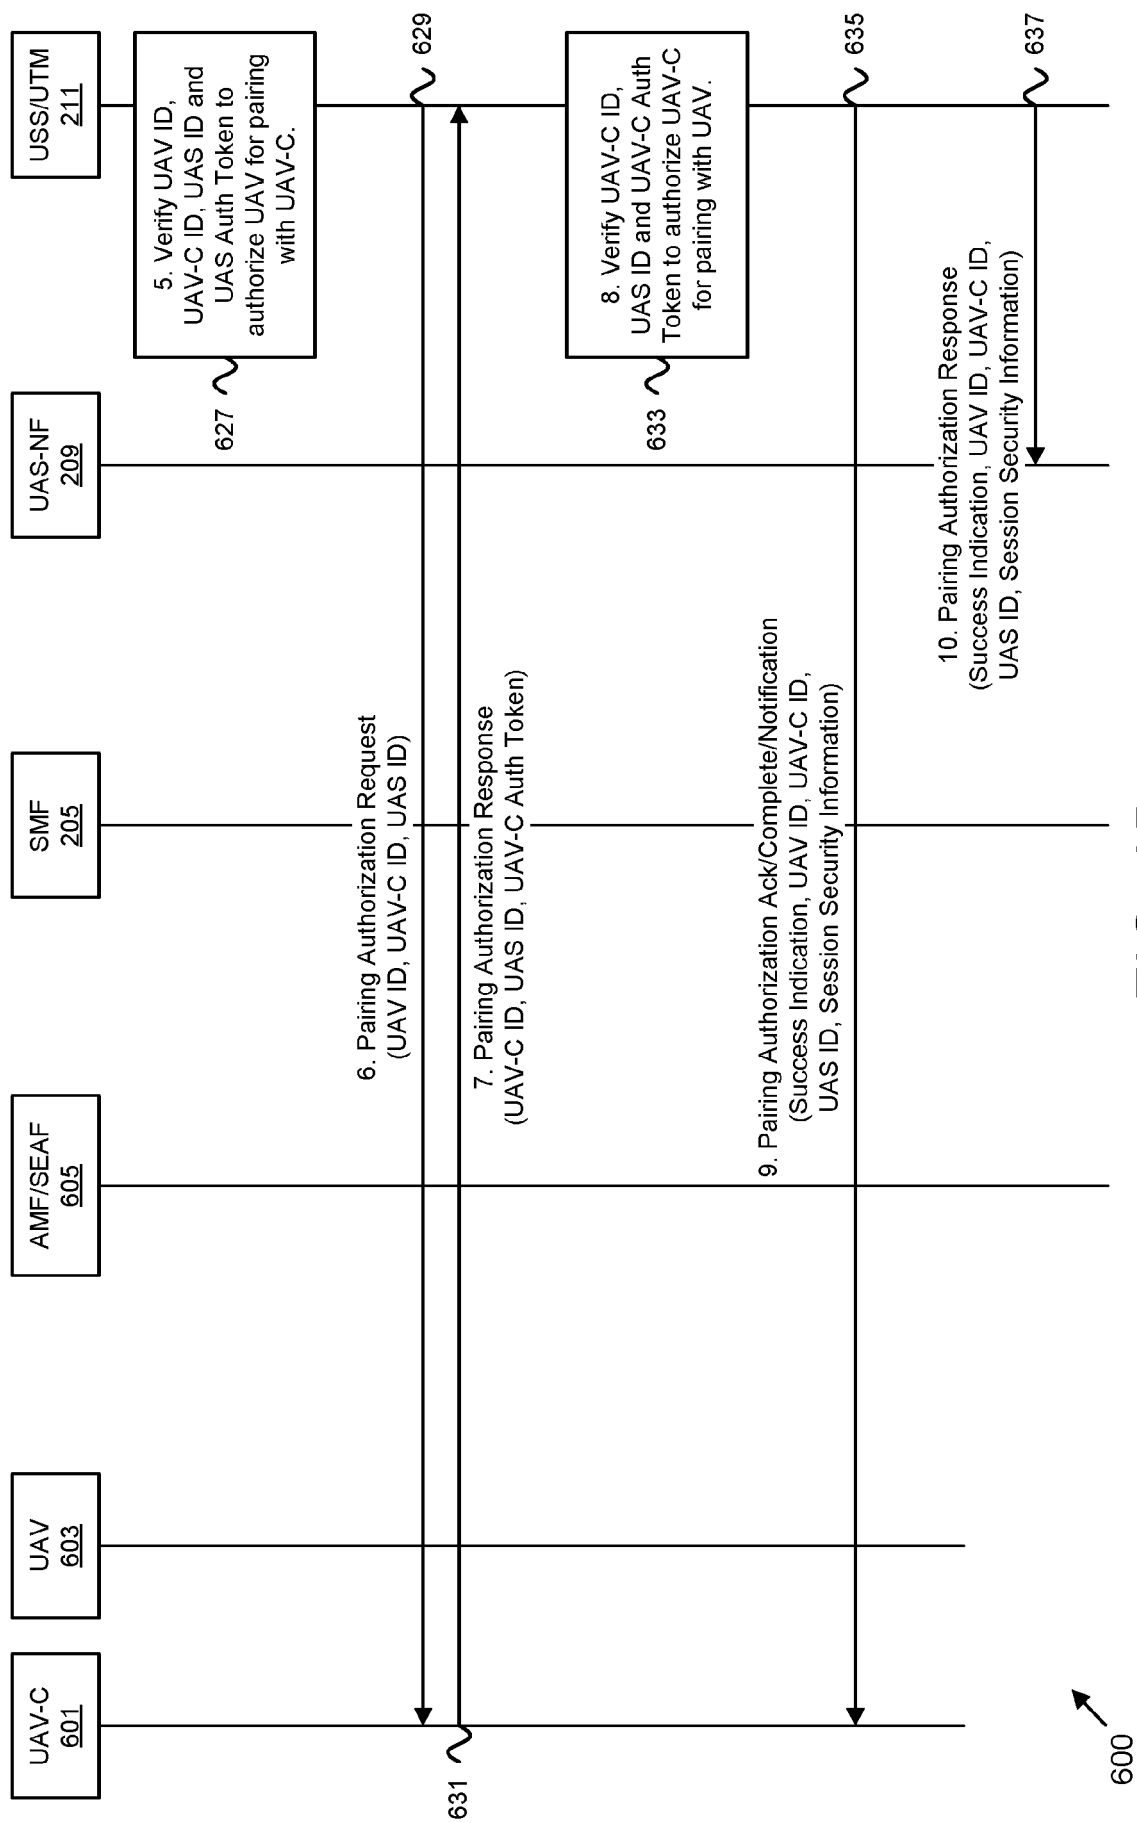 UAV-C
601
UAV
603
AMF/SEAF
605
SMF
205
UAS-NF
209
USS/UTM
211
5. Verify UAV ID,
UAV-C ID, UAS ID and
UAS Auth Token to
authorize UAV for pairing
with UAV-C.
627
6. Pairing Authorization Request
(UAV ID, UAV-C ID, UAS ID)
629
7. Pairing Authorization Response
(UAV-C ID, UAS ID, UAV-C Auth Token)
631
8. Verify UAV-C ID,
UAS ID and UAV-C Auth
Token to authorize UAV-C
for pairing with UAV.
633
9. Pairing Authorization Ack/Complete/Notification
(Success Indication, UAV ID, UAV-C ID,
UAS ID, Session Security Information)
635
10. Pairing Authorization Response
(Success Indication, UAV ID, UAV-C ID,
UAS ID, Session Security Information)
637
600